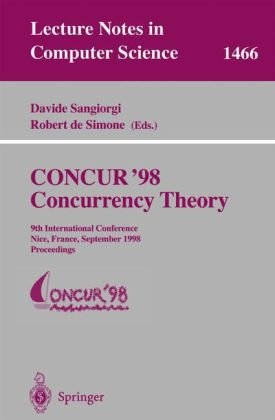 Lecture Notes in
Computer Science 1466
Davide Sangiorgi
Robert de Simone (Eds.)
CONCUR '98
Concurrency Theory
9th International Conference
Nice, France, September 1998
Proceedings
CONCUR'98
Springer